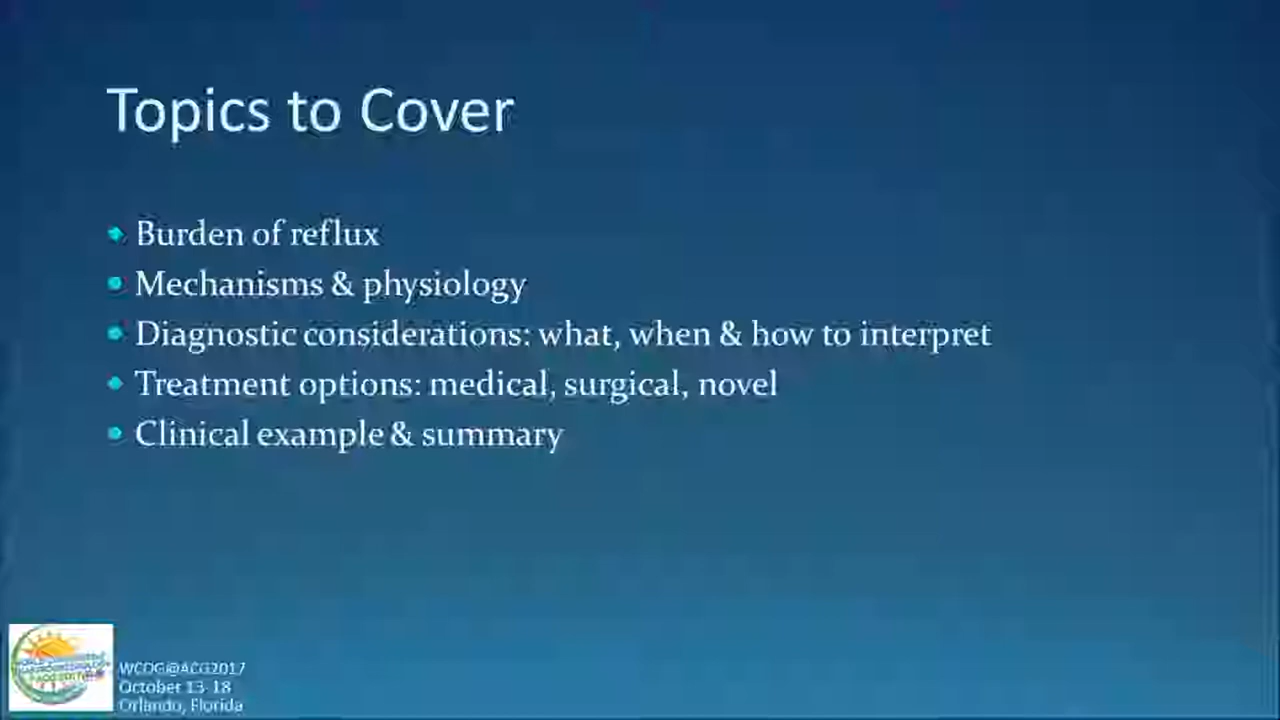 Topics to Cover
Burden of reflux
Mechanisms & physiology
Diagnostic considerations: what, when & how to interpret
Treatment options: medical, surgical, novel
Clinical example & summary
WCOG@ACG2017
October 13-18
Orlando, Florida